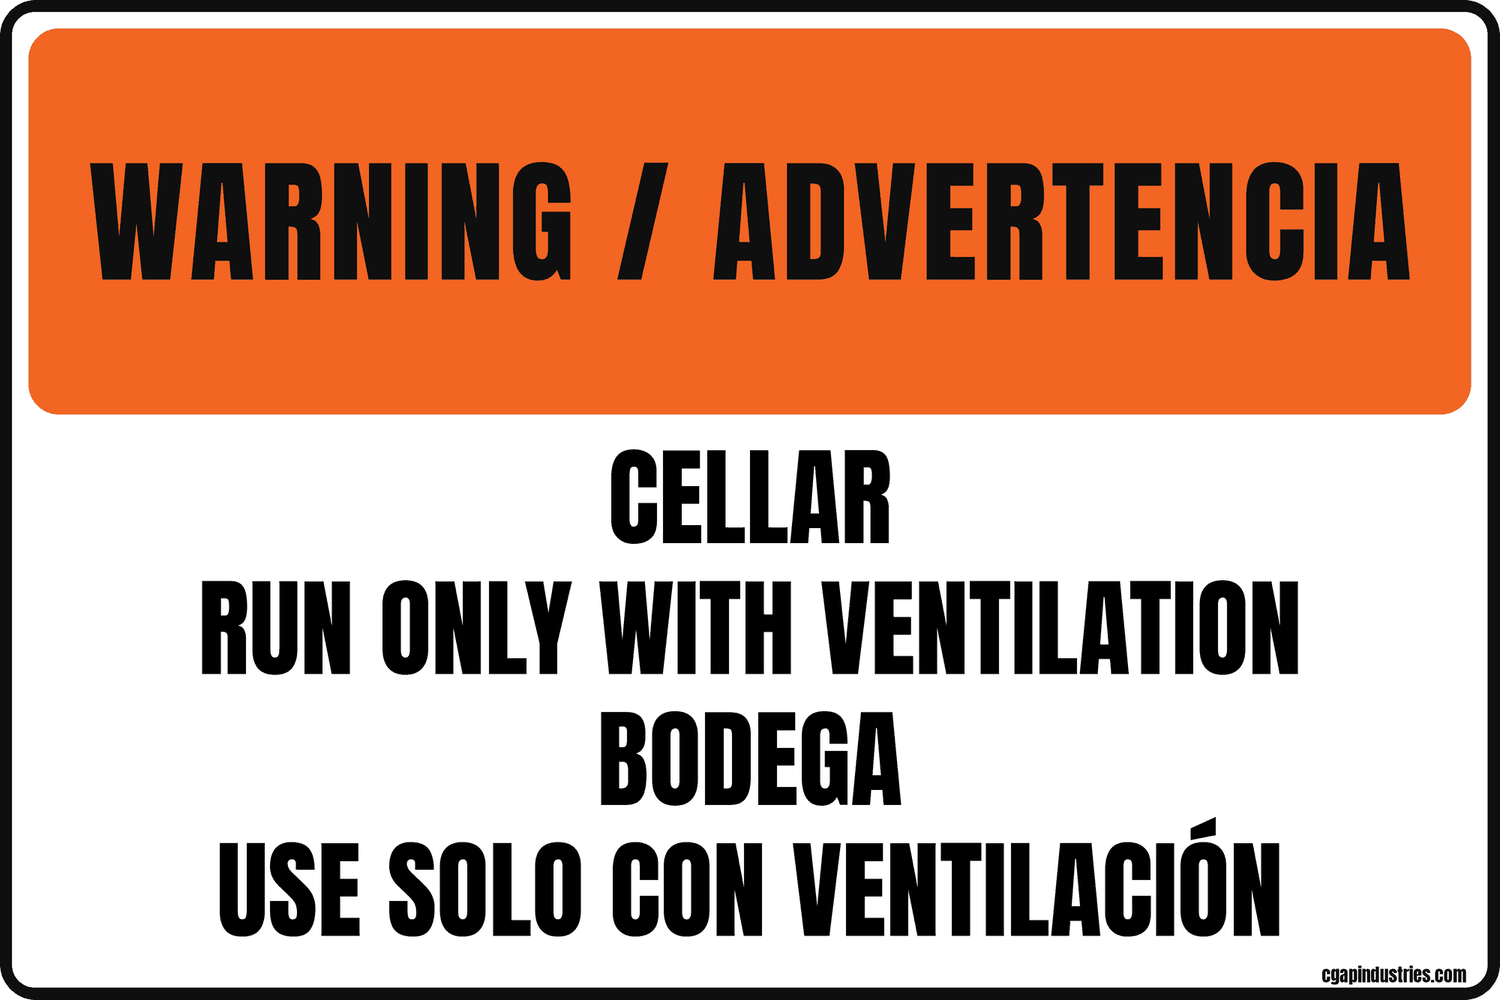 WARNING / ADVERTENCIA
CELLAR
RUN ONLY WITH VENTILATION
BODEGA
USE SOLO CON VENTILACIÓN
cgapindustries.com